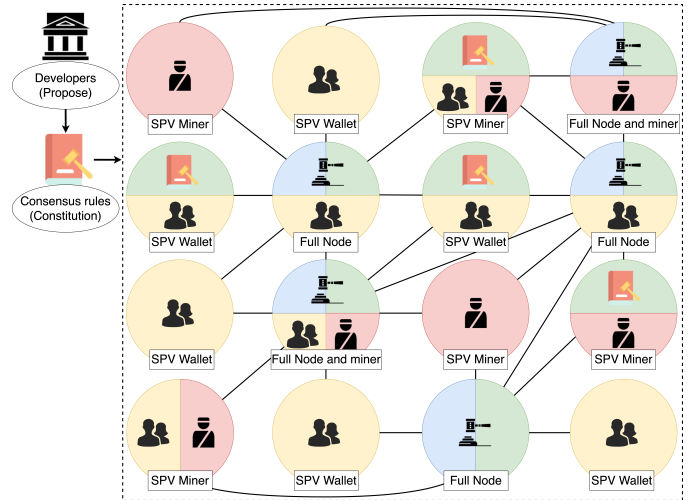 Developers
(Propose)
Consensus rules
(Constitution)
SPV Miner
SPV Wallet
SPV Miner
Full Node and miner
SPV Wallet
Full Node
SPV Wallet
Full Node
SPV Wallet
Full Node and miner
SPV Miner
SPV Miner
SPV Miner
SPV Wallet
Full Node
SPV Wallet